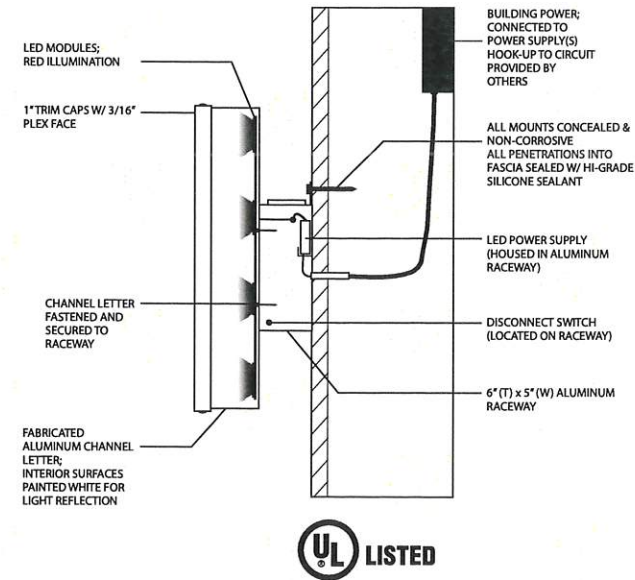 LED MODULES;
RED ILLUMINATION
1" TRIM CAPS W/ 3/16"
PLEX FACE
CHANNEL LETTER
FASTENED AND
SECURED TO
RACEWAY
FABRICATED
ALUMINUM CHANNEL
LETTER;
INTERIOR SURFACES
PAINTED WHITE FOR
LIGHT REFLECTION
BUILDING POWER;
CONNECTED TO
POWER SUPPLY(S)
HOOK-UP TO CIRCUIT
PROVIDED BY
OTHERS
ALL MOUNTS CONCEALED &
NON-CORROSIVE
ALL PENETRATIONS INTO
FASCIA SEALED W/ HI-GRADE
SILICONE SEALANT
LED POWER SUPPLY
(HOUSED IN ALUMINUM
RACEWAY)
DISCONNECT SWITCH
(LOCATED ON RACEWAY)
6" (T) x 5" (W) ALUMINUM
RACEWAY
UL® LISTED